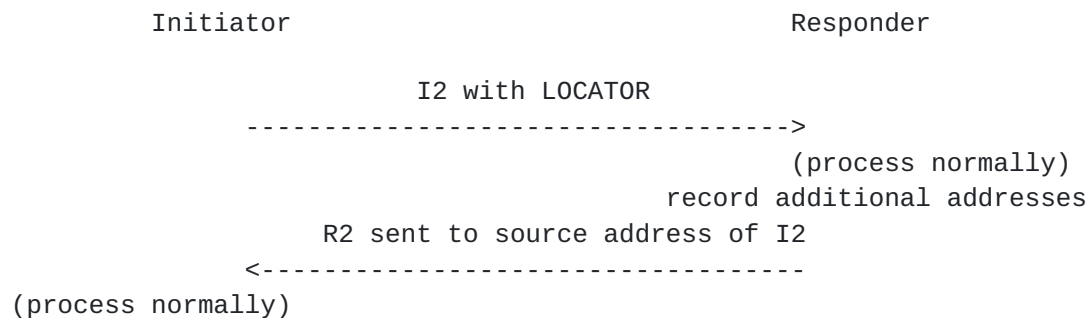 Initiator                                Responder
I2 with LOCATOR
----------------------------------->
(process normally)
record additional addresses
R2 sent to source address of I2
<-----------------------------------
(process normally)